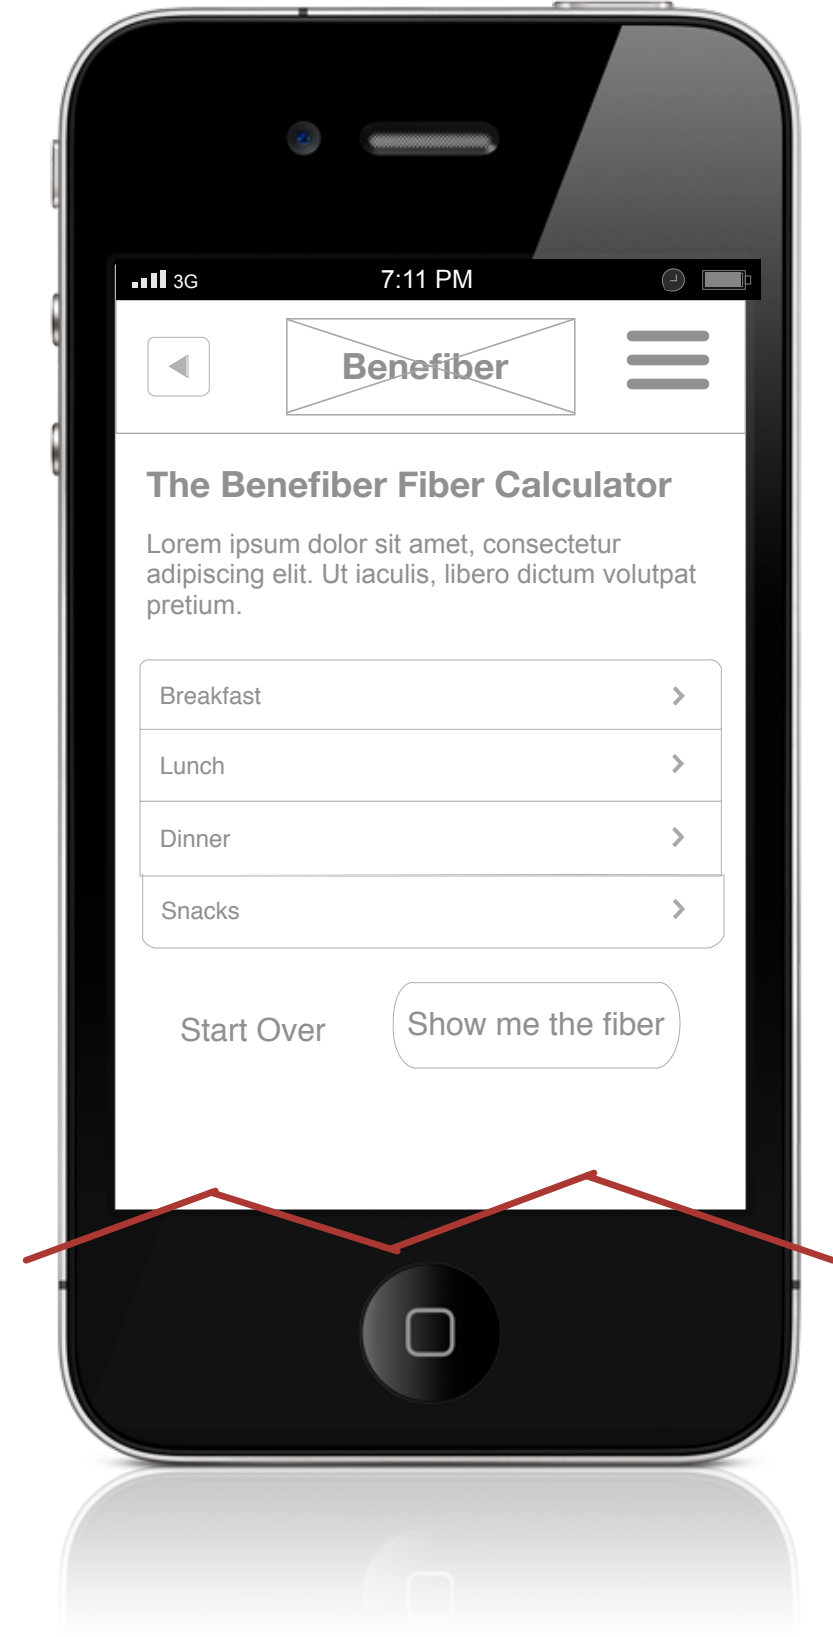 3G 7:11 PM
Benefiber
The Benefiber Fiber Calculator
Lorem ipsum dolor sit amet, consectetur
adipiscing elit. Ut iaculis, libero dictum volutpat
pretium.
Breakfast
Lunch
Dinner
Snacks
Start Over Show me the fiber